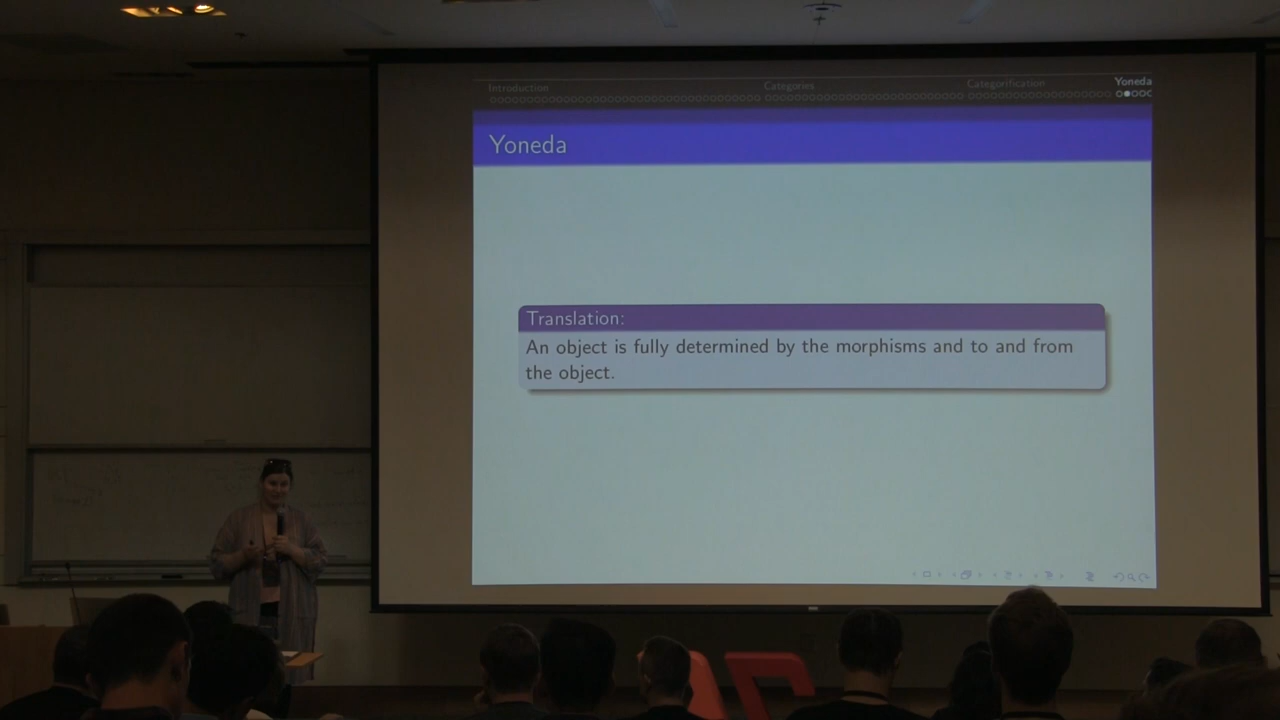 Introduction
Categories
Categorification
Yoneda
Yoneda
Translation:
An object is fully determined by the morphisms and to and from
the object.